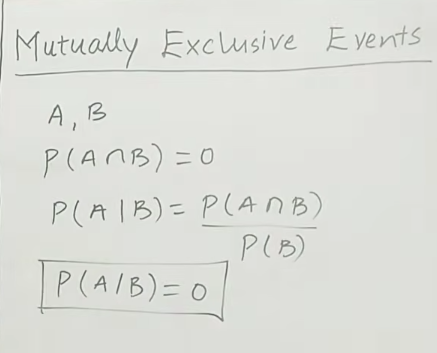 Mutually Exclusive Events
A, B
P(A∩B) = 0
P(A|B) = P(A∩B)
P(B)
P(A/B) = 0